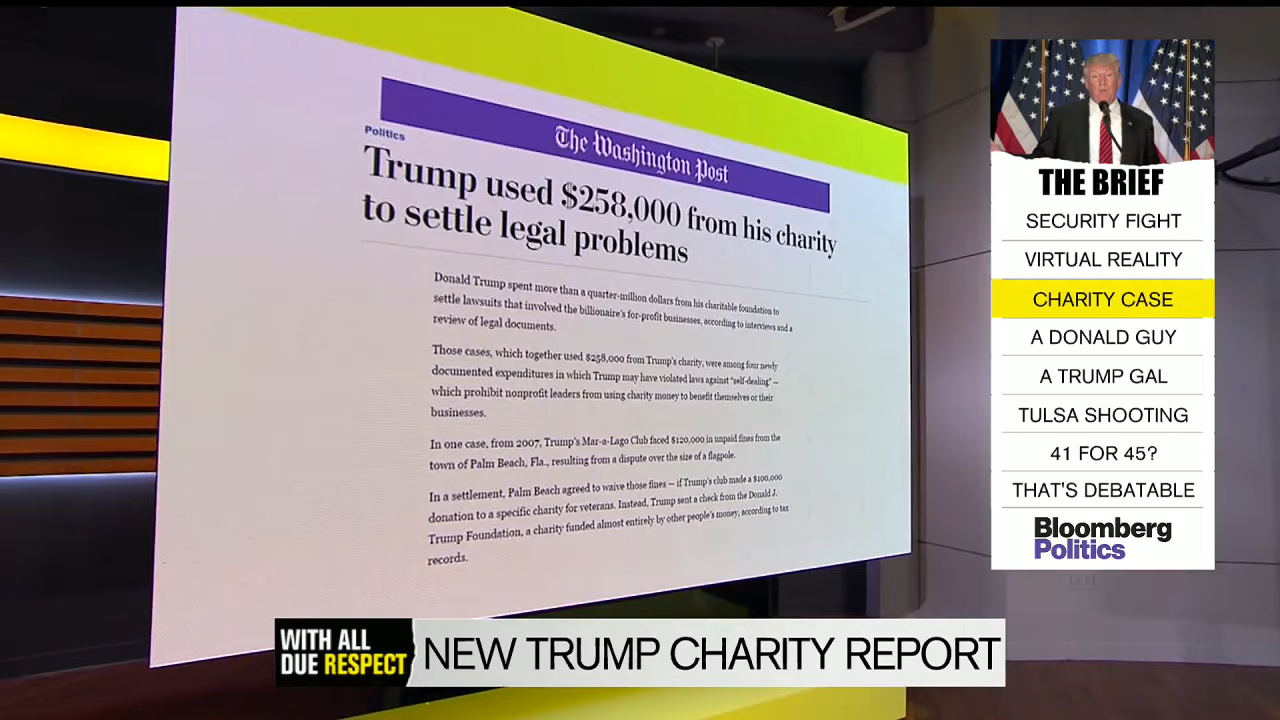 Politics
The Washington Post
Trump used $258,000 from his charity
to settle legal problems
Donald Trump spent more than a quarter-million dollars from his charitable foundation to
settle lawsuits that involved the billionaire's for-profit businesses, according to interviews and a
review of legal documents.
Those cases, which together used $258,000 from Trump's charity, were among four newly
documented expenditures in which Trump may have violated laws against "self-dealing" –
which prohibit nonprofit leaders from using charity money to benefit themselves or their
businesses.
In one case, from 2007, Trump's Mar-a-Lago Club faced $120,000 in unpaid fines from the
town of Palm Beach, Fla., resulting from a dispute over the size of a flagpole.
In a settlement, Palm Beach agreed to waive those fines – if Trump's club made a $100,000
donation to a specific charity for veterans. Instead, Trump sent a check from the Donald J.
Trump Foundation, a charity funded almost entirely by other people's money, according to tax
records.
THE BRIEF
SECURITY FIGHT
VIRTUAL REALITY
CHARITY CASE
A DONALD GUY
A TRUMP GAL
TULSA SHOOTING
41 FOR 45?
THAT'S DEBATABLE
Bloomberg
Politics
WITH ALL
DUE RESPECT
NEW TRUMP CHARITY REPORT